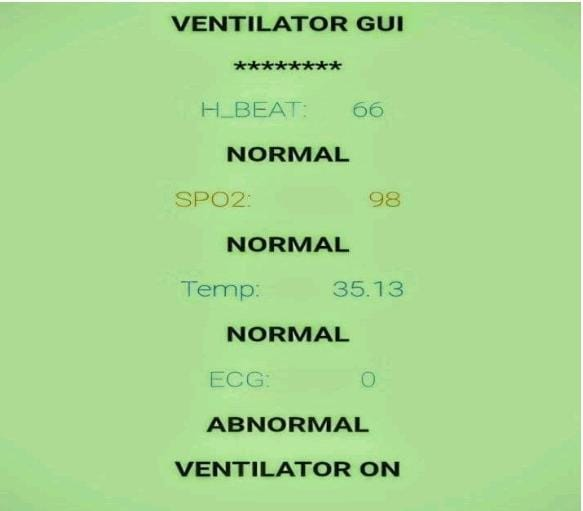 VENTILATOR GUI
********
H_BEAT: 66
NORMAL
SPO2: 98
NORMAL
Temp: 35.13
NORMAL
ECG: 0
ABNORMAL
VENTILATOR ON